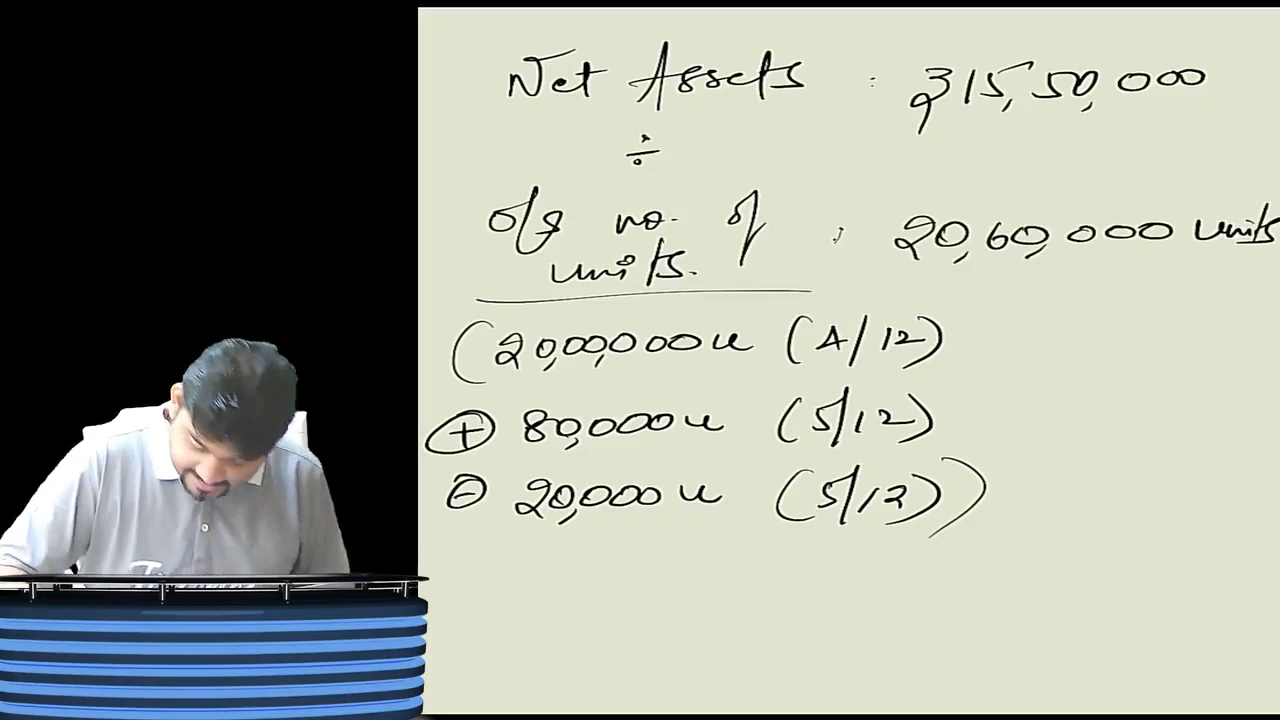 Net Assets : ₹15,50,000
÷
o/s no. of : 20,60,000 units
units.
(20,00,000 u (4/12)
+ 80,000 u (5/12)
- 20,000 u (5/12))